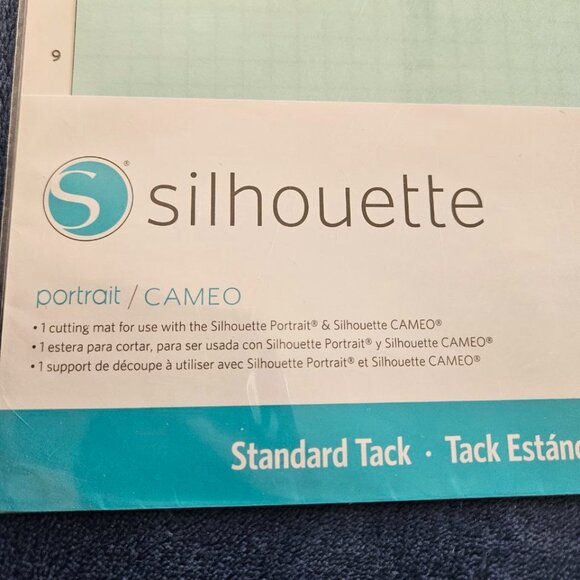 9
S
®
silhouette
portrait / CAMEO
• 1 cutting mat for use with the Silhouette Portrait® & Silhouette CAMEO®
• 1 estera para cortar, para ser usada con Silhouette Portrait® y Silhouette CAMEO®
• 1 support de découpe à utiliser avec Silhouette Portrait® et Silhouette CAMEO®
Standard Tack · Tack Están